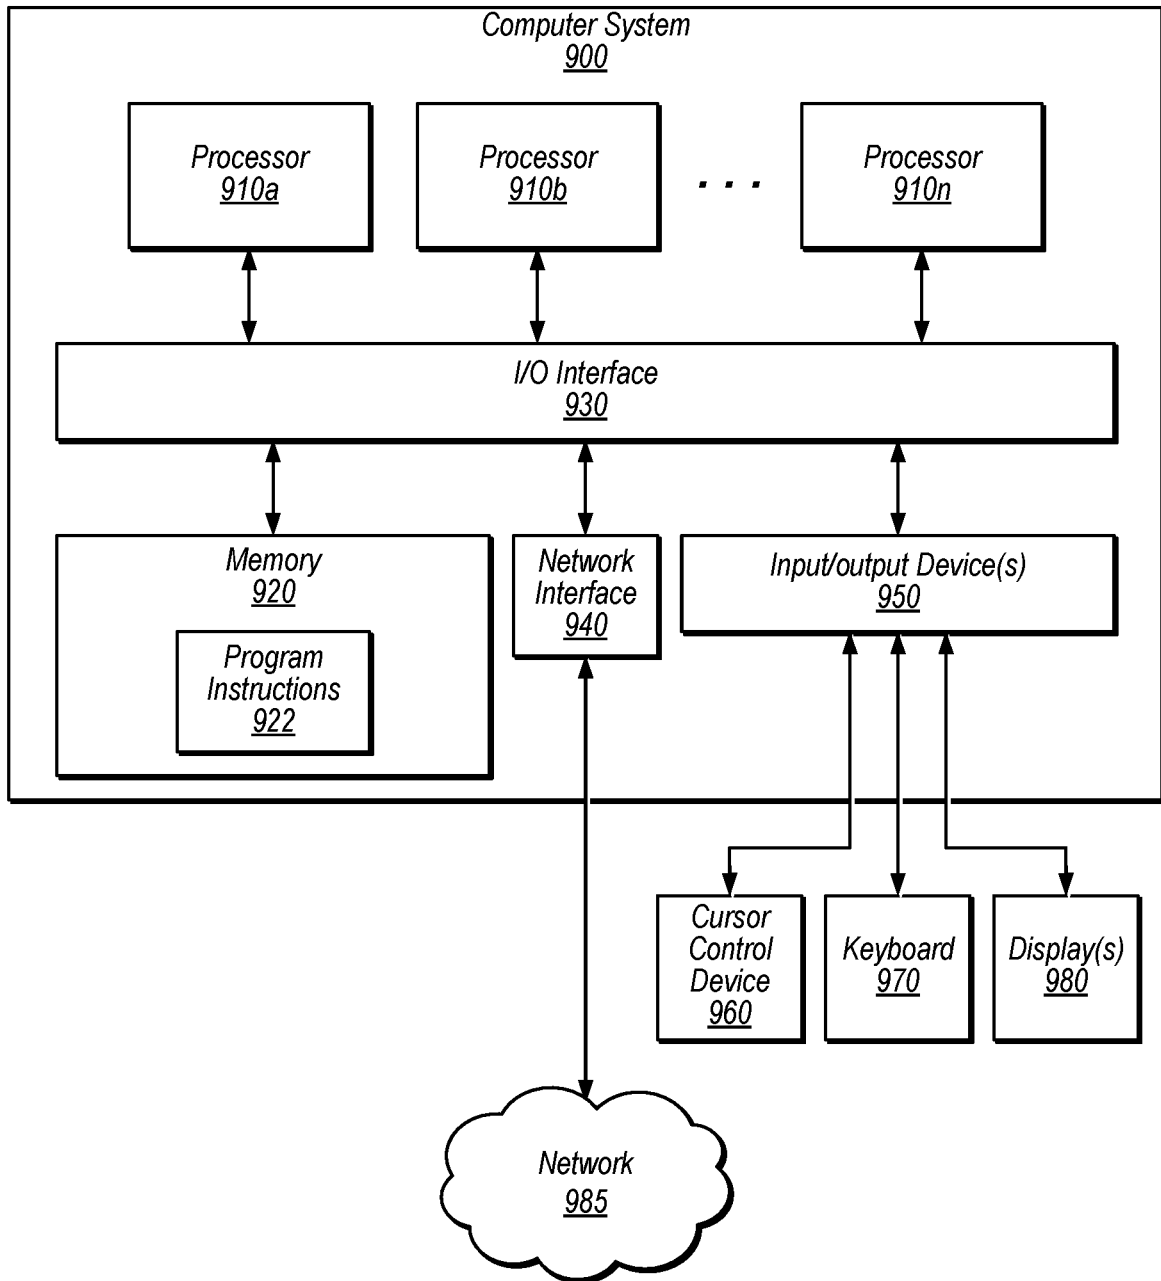 Computer System
900
Processor
910a
Processor
910b
. . .
Processor
910n
I/O Interface
930
Memory
920
Program
Instructions
922
Network
Interface
940
Input/output Device(s)
950
Cursor
Control
Device
960
Keyboard
970
Display(s)
980
Network
985